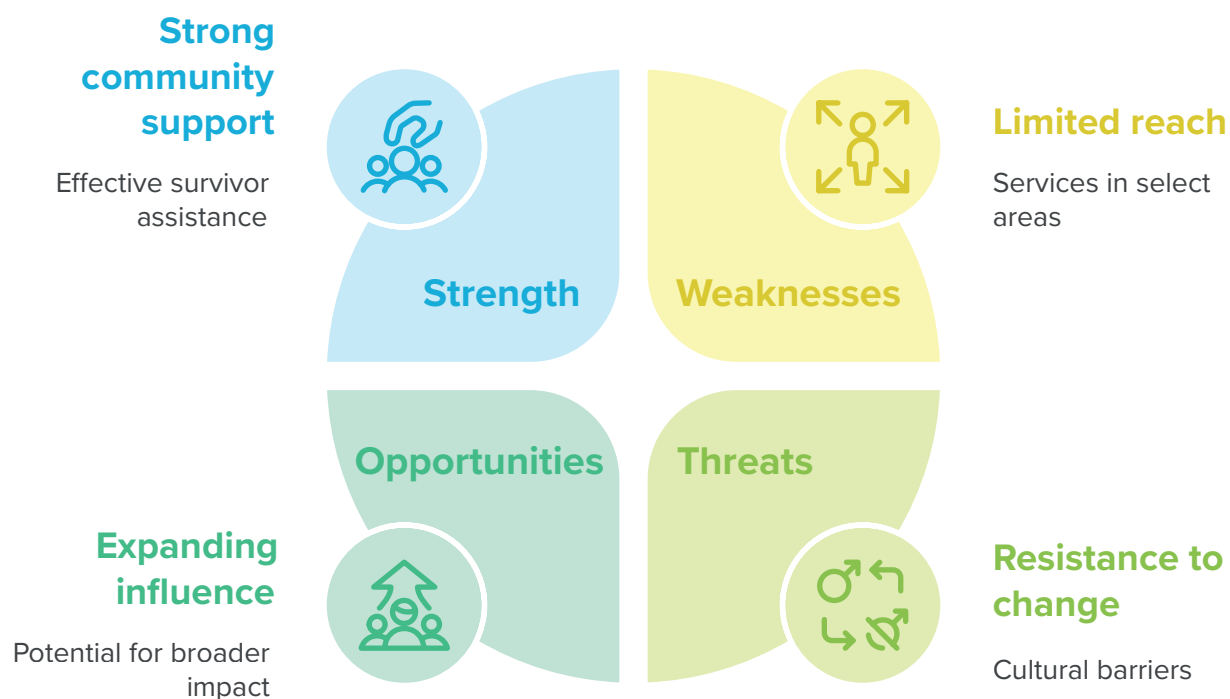 Strong
community
support
Effective survivor
assistance
Strength
Weaknesses
Limited reach
Services in select
areas
Opportunities
Threats
Expanding
influence
Potential for broader
impact
Resistance to
change
Cultural barriers